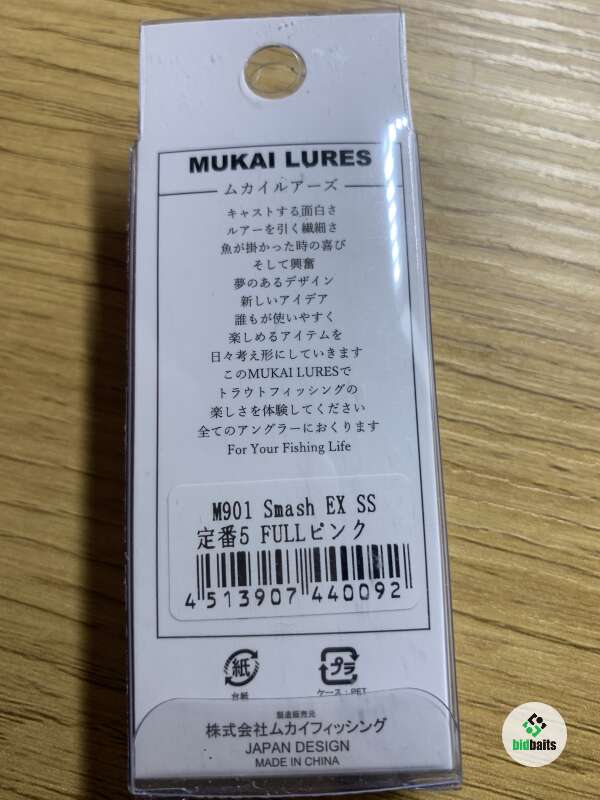 MUKAI LURES
ムカイルアーズ
キャストする面白さ
ルアーを引く繊細さ
魚が掛かった時の喜び
そして興奮
夢のあるデザイン
新しいアイデア
誰もが使いやすく
楽しめるアイテムを
日々考え形にしていきます
このMUKAI LURESで
トラウトフィッシングの
楽しさを体験してください
全てのアングラーにおくります
For Your Fishing Life
M901 Smash EX SS
定番5 FULLピンク
4 513907 440092
紙 プラ
台紙 ケース:PET
製造販売元
株式会社ムカイフィッシング
JAPAN DESIGN
MADE IN CHINA
bidbaits